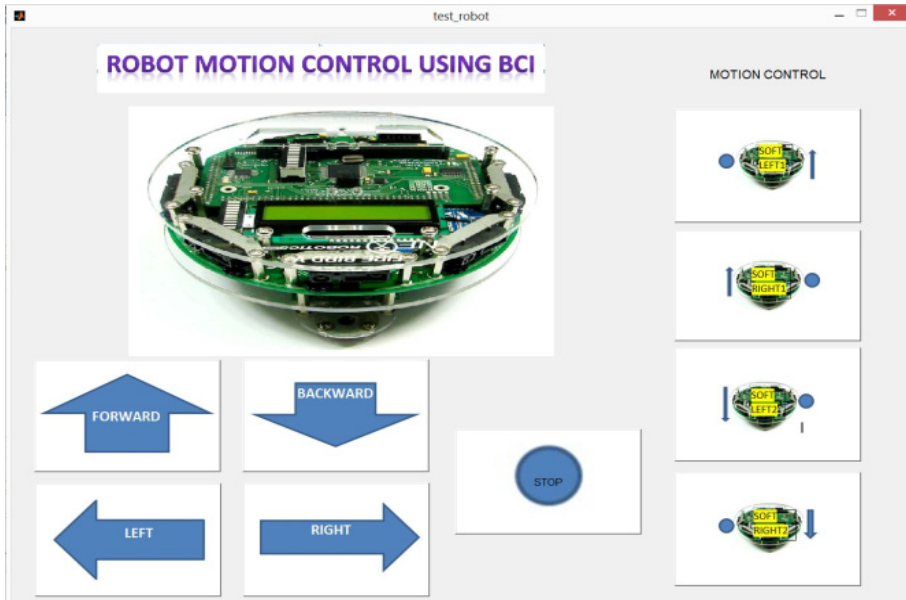 test_robot
ROBOT MOTION CONTROL USING BCI
MOTION CONTROL
SOFT
LEFT1
SOFT
RIGHT1
SOFT
LEFT2
SOFT
RIGHT2
FORWARD
BACKWARD
LEFT
RIGHT
STOP